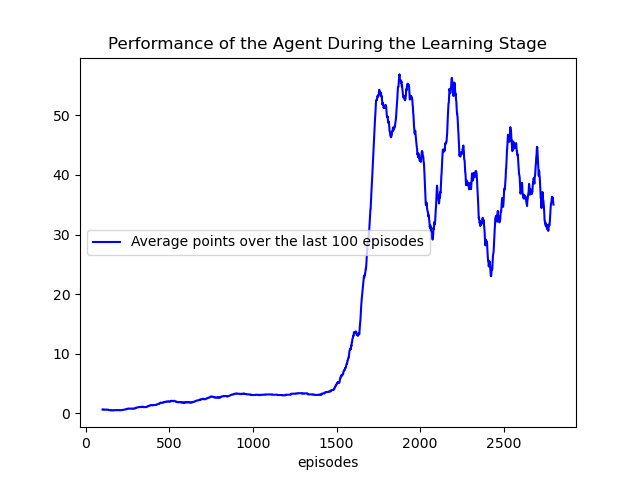 Performance of the Agent During the Learning Stage
50
40
30
20
10
0
Average points over the last 100 episodes
0 500 1000 1500 2000 2500
episodes